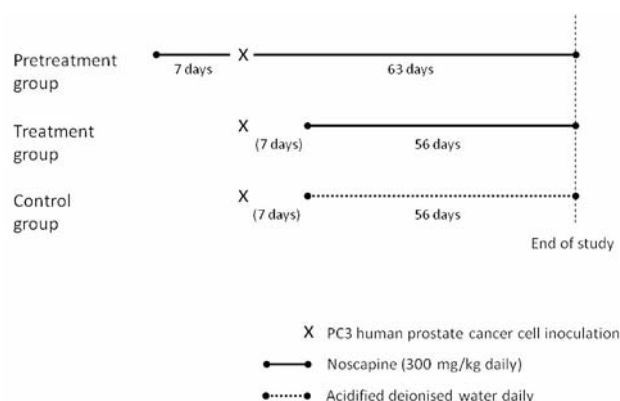 Pretreatment
group
X
7 days
63 days
Treatment
group
X
(7 days)
56 days
Control
group
X
(7 days)
56 days
End of study
X PC3 human prostate cancer cell inoculation
Noscapine (300 mg/kg daily)
Acidified deionised water daily